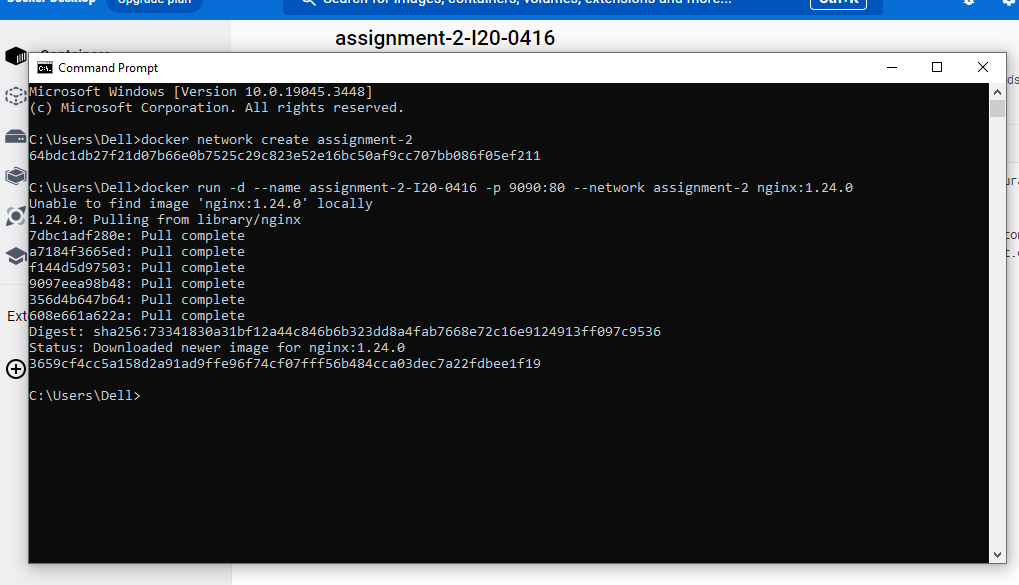 Docker Desktop
Upgrade plan
Search for images, containers, volumes, extensions and more...
Ctrl+K
assignment-2-I20-0416
Containers
Command Prompt
Microsoft Windows [Version 10.0.19045.3448]
(c) Microsoft Corporation. All rights reserved.
C:\Users\Dell>docker network create assignment-2
64bdc1db27f21d07b66e0b7525c29c823e52e16bc50af9cc707bb086f05ef211
C:\Users\Dell>docker run -d --name assignment-2-I20-0416 -p 9090:80 --network assignment-2 nginx:1.24.0
Unable to find image 'nginx:1.24.0' locally
1.24.0: Pulling from library/nginx
7dbc1adf280e: Pull complete
a7184f3665ed: Pull complete
f144d5d97503: Pull complete
9097eea98b48: Pull complete
356d4b647b64: Pull complete
608e661a622a: Pull complete
Digest: sha256:73341830a31bf12a44c846b6b323dd8a4fab7668e72c16e9124913ff097c9536
Status: Downloaded newer image for nginx:1.24.0
3659cf4cc5a158d2a91ad9ffe96f74cf07fff56b484cca03dec7a22fdbee1f19
C:\Users\Dell>
Ext